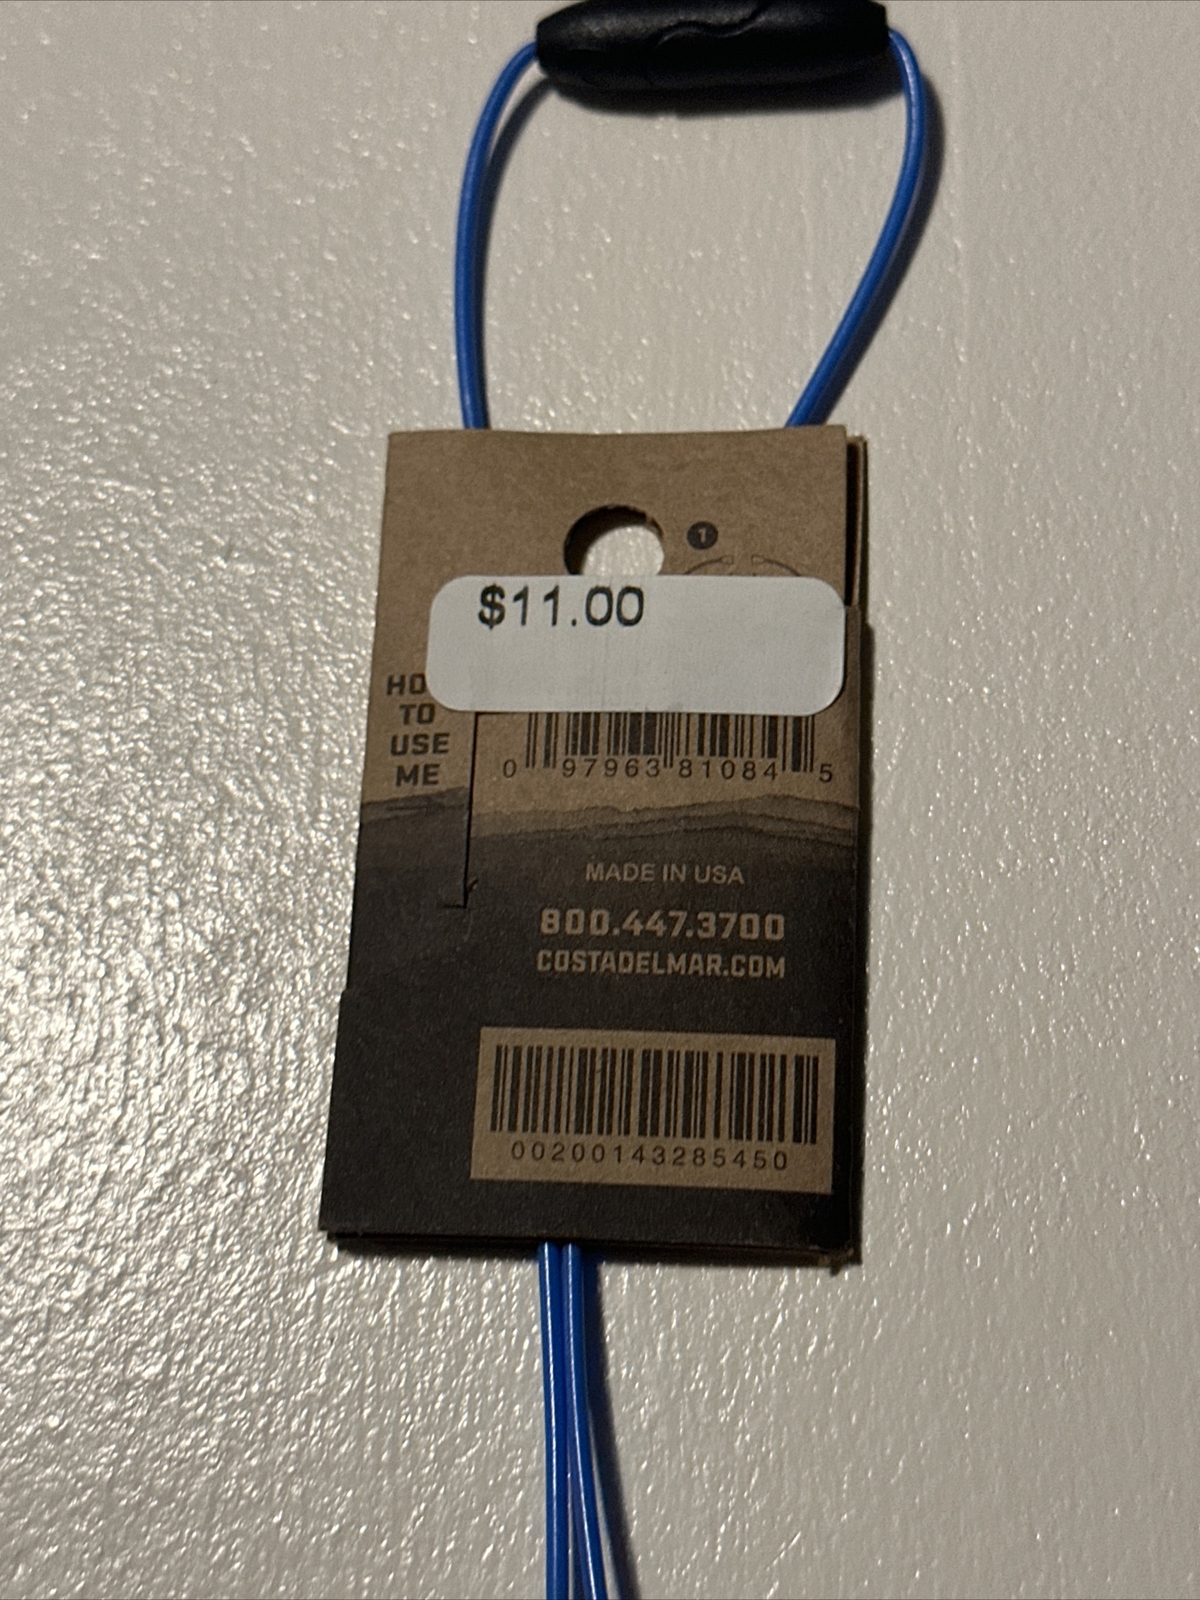 1
$11.00
HO
TO
USE
ME
0 97963 81084 5
MADE IN USA
800.447.3700
COSTADELMAR.COM
00200143285450